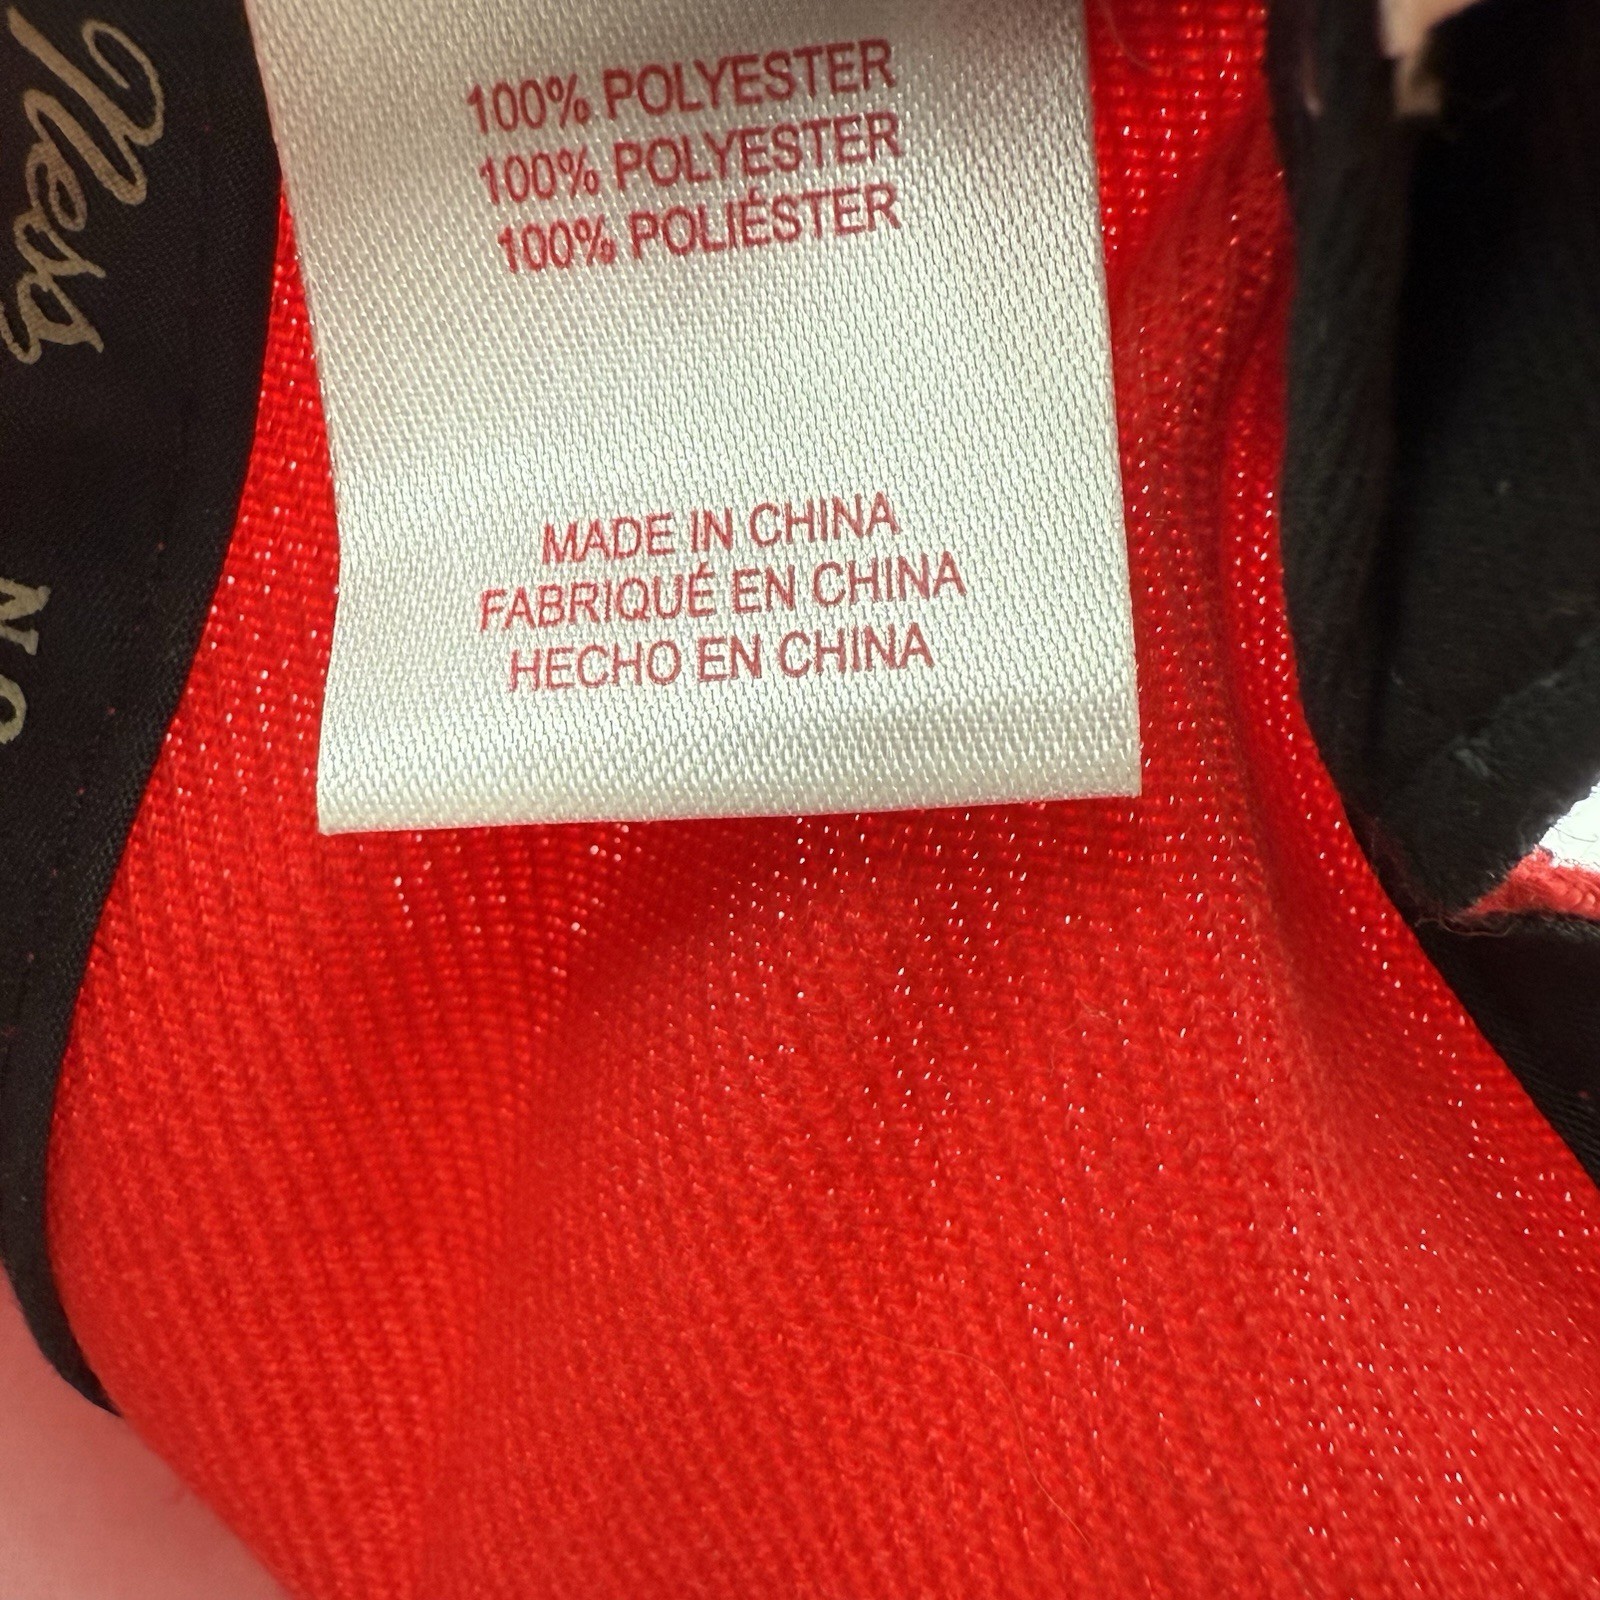 100% POLYESTER
100% POLYESTER
100% POLIÉSTER
MADE IN CHINA
FABRIQUÉ EN CHINA
HECHO EN CHINA